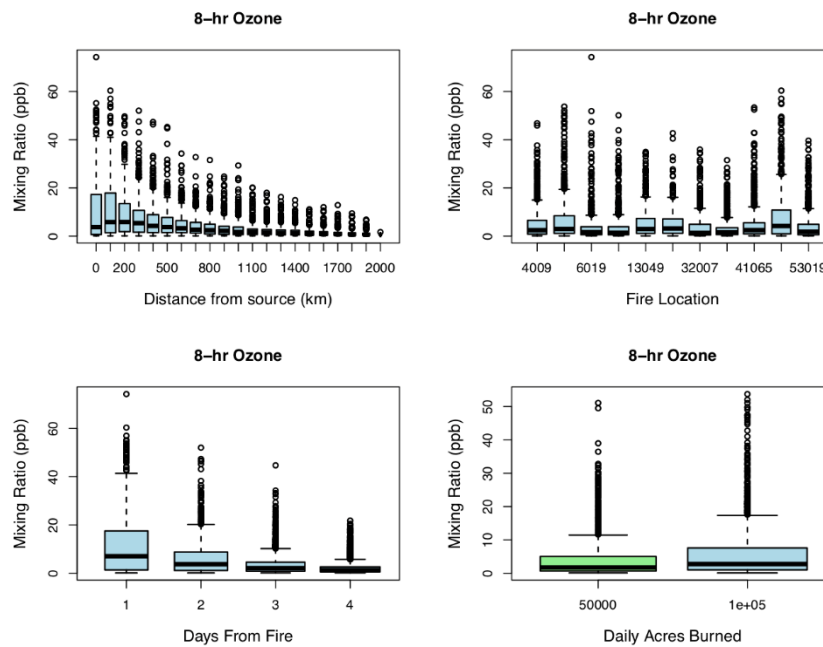 8−hr Ozone
Mixing Ratio (ppb)
60
40
20
0
0 200 500 800 1100 1400 1700 2000
Distance from source (km)
8−hr Ozone
Mixing Ratio (ppb)
60
40
20
0
4009 6019 13049 32007 41065 53019
Fire Location
8−hr Ozone
Mixing Ratio (ppb)
60
40
20
0
1 2 3 4
Days From Fire
8−hr Ozone
Mixing Ratio (ppb)
50
40
30
20
10
0
50000 1e+05
Daily Acres Burned